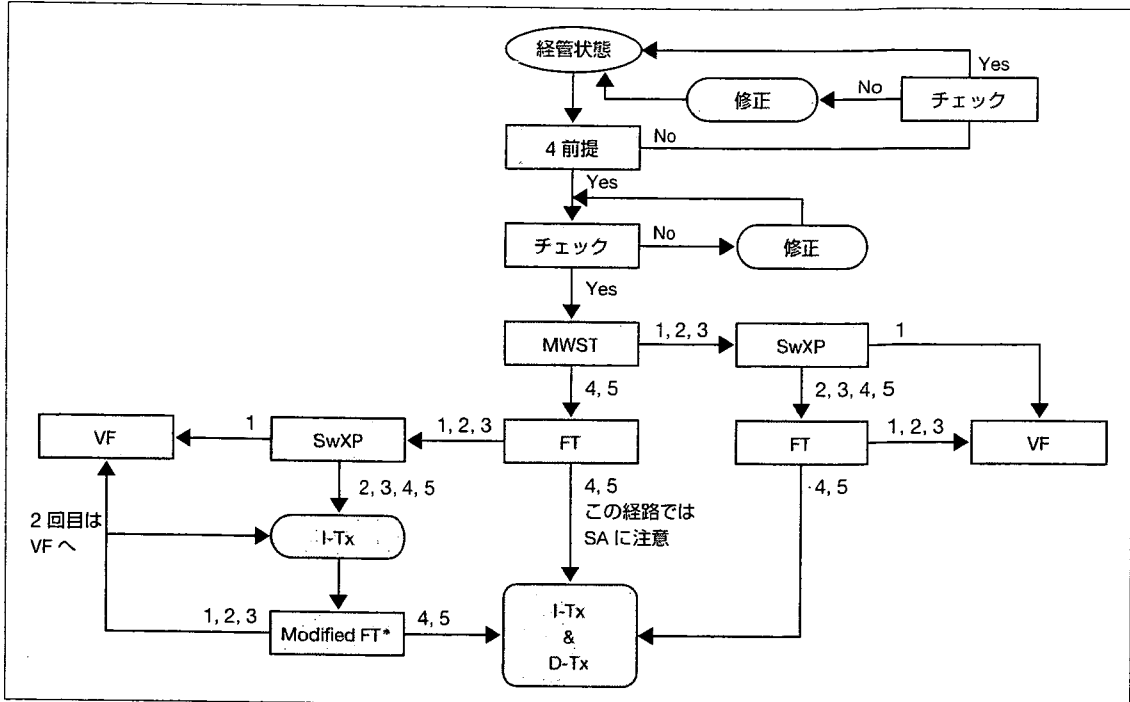 経管状態
Yes
修正
No
チェック
4 前提
No
Yes
チェック
No
修正
Yes
MWST
1, 2, 3
SwXP
1
4, 5
2, 3, 4, 5
VF
1
SwXP
1, 2, 3
FT
FT
1, 2, 3
VF
2, 3, 4, 5
4, 5
4, 5
この経路では
SA に注意
2 回目は
VF へ
I-Tx
1, 2, 3
Modified FT*
4, 5
I-Tx
&
D-Tx